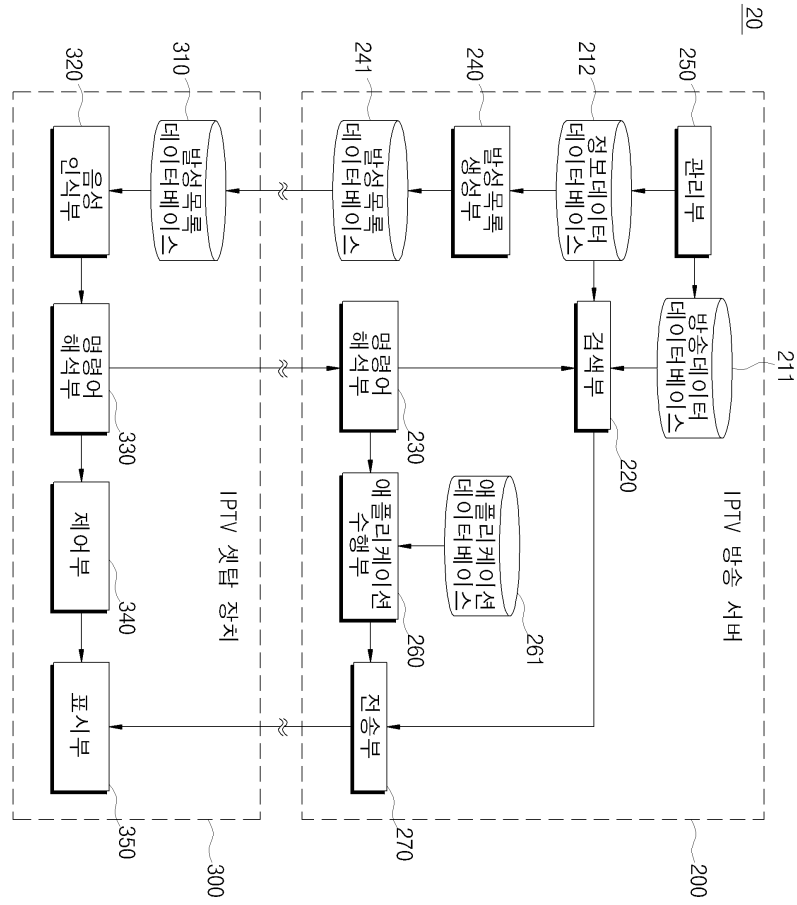 20
250
212
240
241
310
320
관리부
정보데이터
데이터베이스
발성목록
생성부
발성목록
데이터베이스
발성목록
데이터베이스
음성
인식부
방송데이터
데이터베이스
211
검색부
220
명령어
해석부
230
명령어
해석부
330
IPTV 방송 서버
애플리케이션
데이터베이스
261
애플리케이션
수행부
260
IPTV 셋탑 장치
제어부
340
전송부
270
표시부
350
200
300